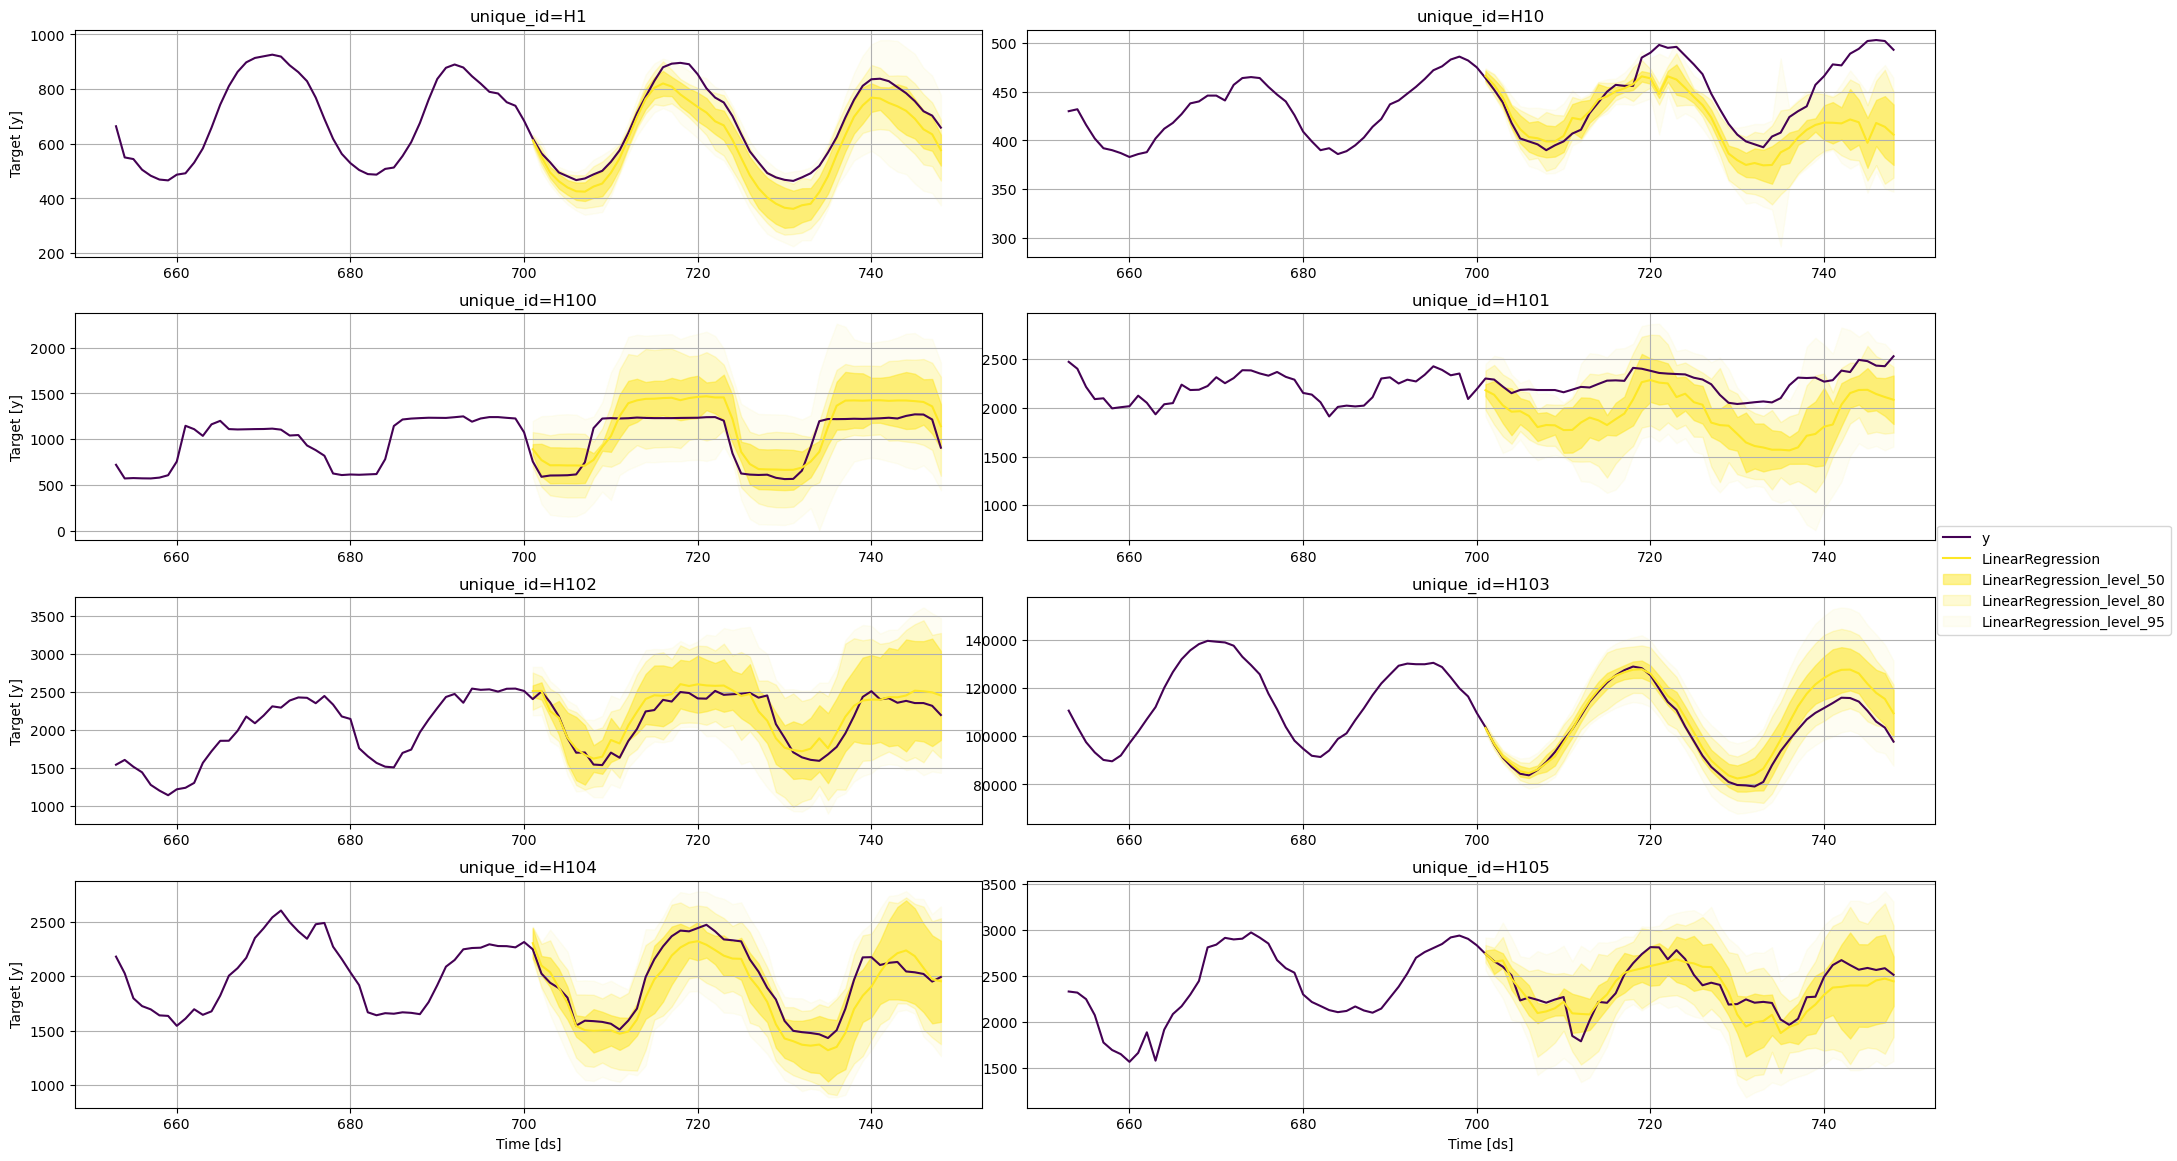 unique_id=H1
1000
800
600
400
200
Target [y]
660 680 700 720 740
unique_id=H10
500
450
400
350
300
660 680 700 720 740
unique_id=H100
2000
1500
1000
500
0
Target [y]
660 680 700 720 740
unique_id=H101
2500
2000
1500
1000
660 680 700 720 740
unique_id=H102
3500
3000
2500
2000
1500
1000
Target [y]
660 680 700 720 740
unique_id=H103
140000
120000
100000
80000
660 680 700 720 740
unique_id=H104
2500
2000
1500
1000
Target [y]
660 680 700 720 740
Time [ds]
unique_id=H105
3500
3000
2500
2000
1500
660 680 700 720 740
Time [ds]
y
LinearRegression
LinearRegression_level_50
LinearRegression_level_80
LinearRegression_level_95